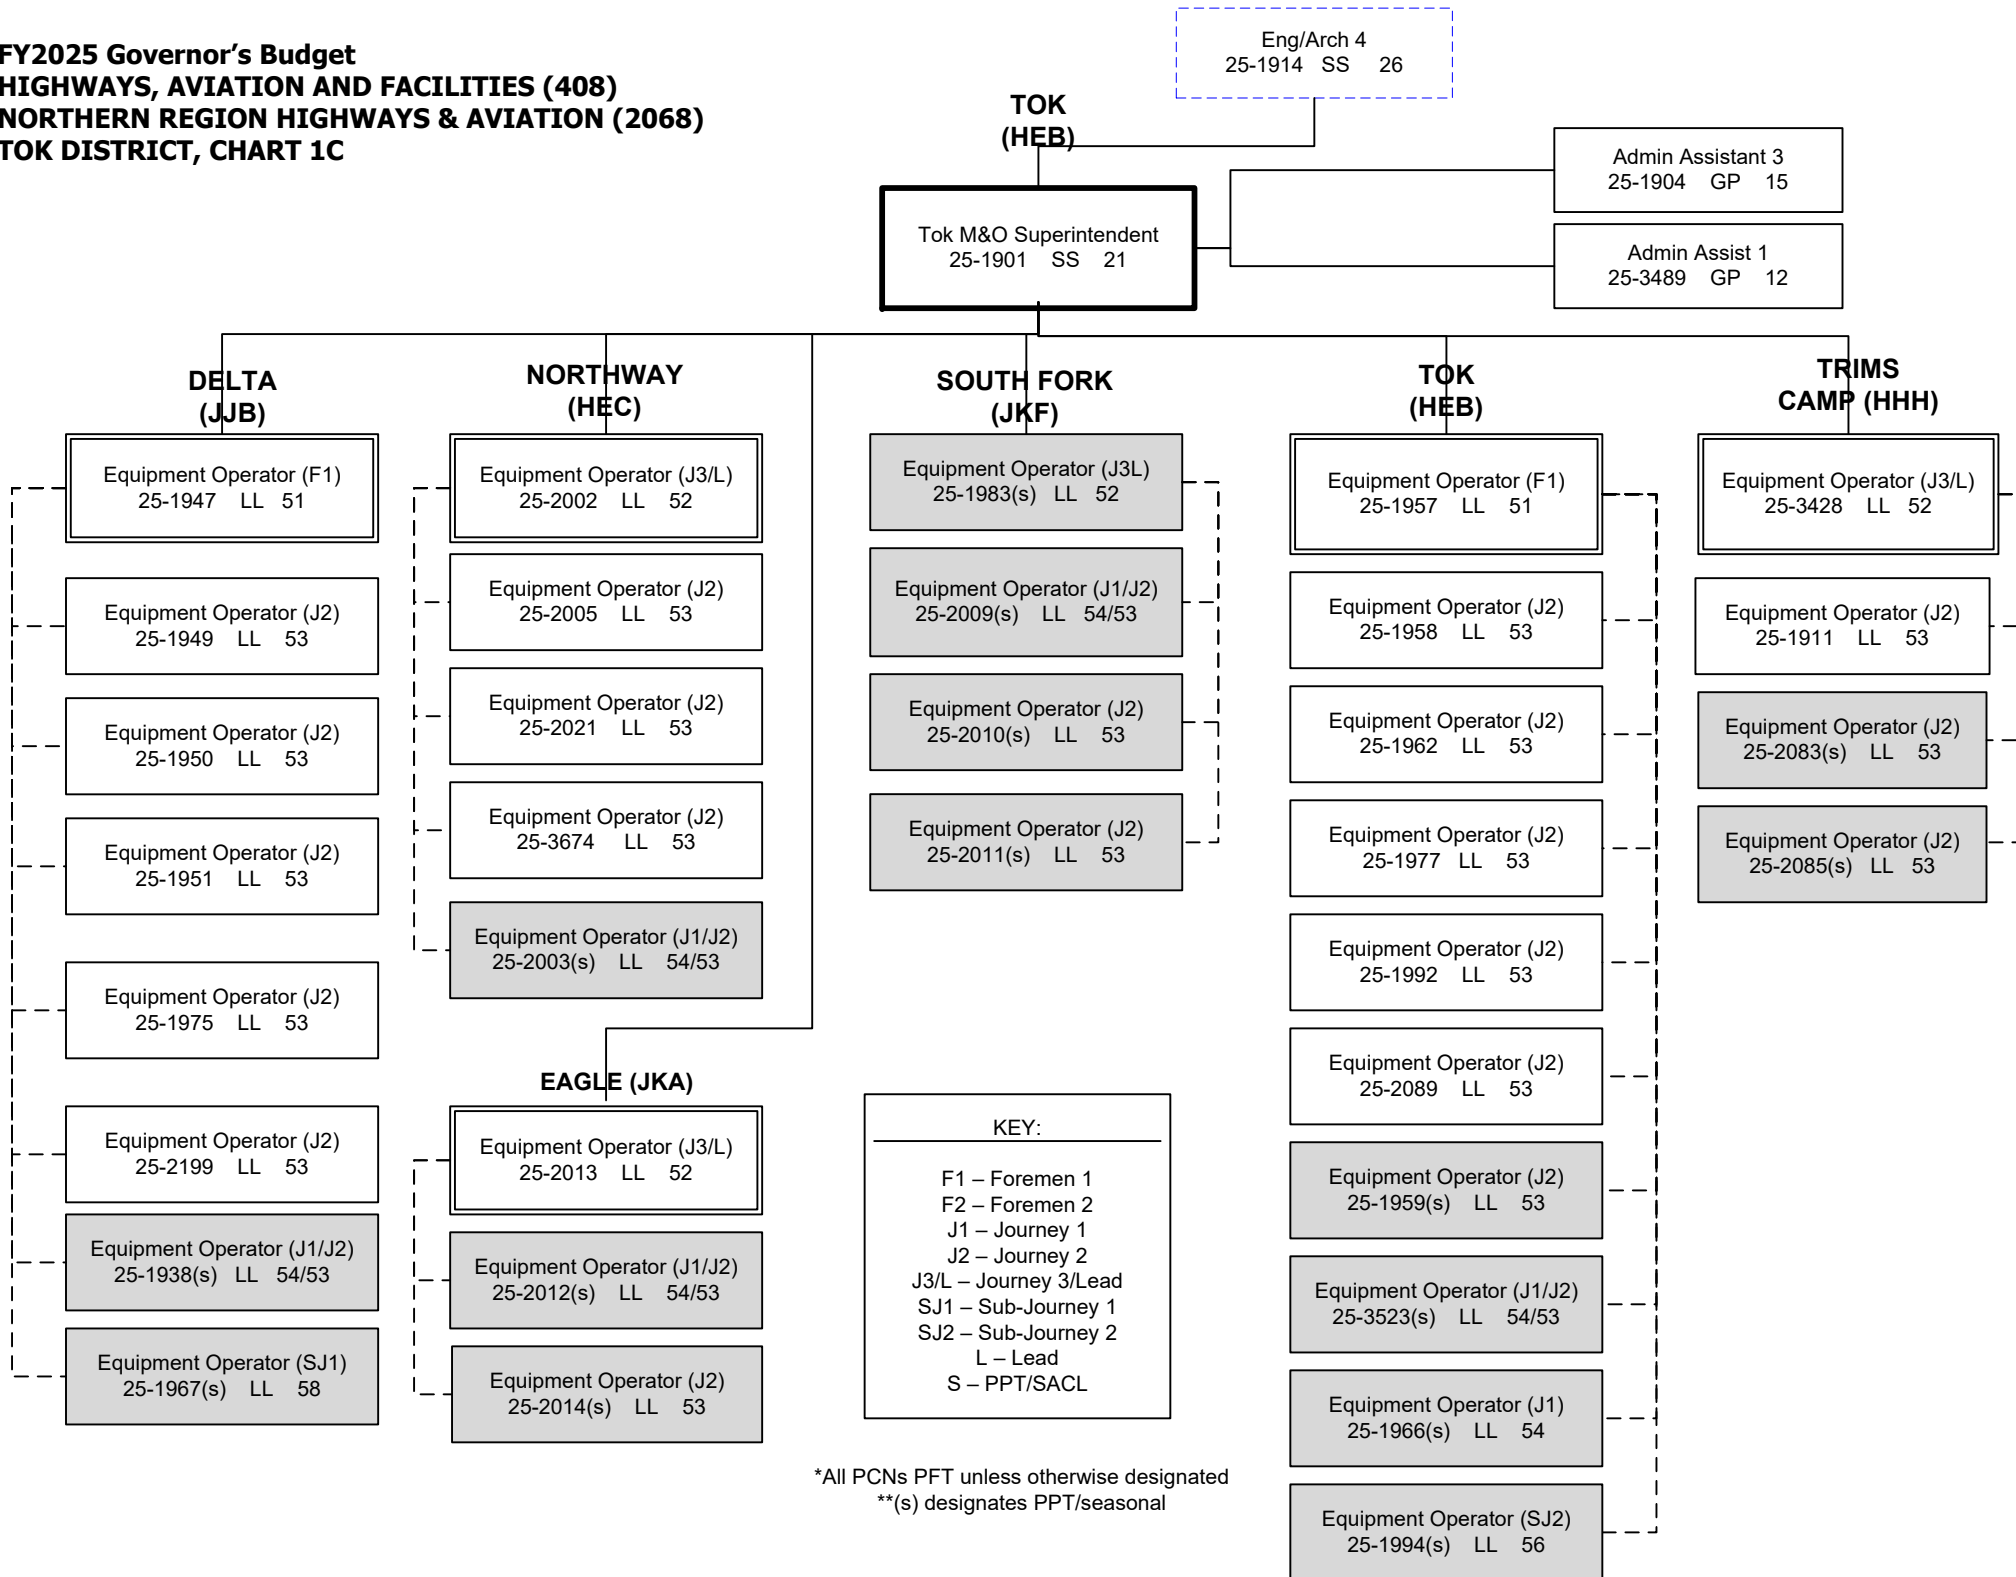 FY2025 Governor's Budget
HIGHWAYS, AVIATION AND FACILITIES (408)
NORTHERN REGION HIGHWAYS & AVIATION (2068)
TOK DISTRICT, CHART 1C
Eng/Arch 4
25-1914 SS 26
TOK
(HEB)
Tok M&O Superintendent
25-1901 SS 21
Admin Assistant 3
25-1904 GP 15
Admin Assist 1
25-3489 GP 12
DELTA
(JJB)
Equipment Operator (F1)
25-1947 LL 51
Equipment Operator (J2)
25-1949 LL 53
Equipment Operator (J2)
25-1950 LL 53
Equipment Operator (J2)
25-1951 LL 53
Equipment Operator (J2)
25-1975 LL 53
Equipment Operator (J2)
25-2199 LL 53
Equipment Operator (J1/J2)
25-1938(s) LL 54/53
Equipment Operator (SJ1)
25-1967(s) LL 58
NORTHWAY
(HEC)
Equipment Operator (J3/L)
25-2002 LL 52
Equipment Operator (J2)
25-2005 LL 53
Equipment Operator (J2)
25-2021 LL 53
Equipment Operator (J2)
25-3674 LL 53
Equipment Operator (J1/J2)
25-2003(s) LL 54/53
EAGLE (JKA)
Equipment Operator (J3/L)
25-2013 LL 52
Equipment Operator (J1/J2)
25-2012(s) LL 54/53
Equipment Operator (J2)
25-2014(s) LL 53
SOUTH FORK
(JKF)
Equipment Operator (J3L)
25-1983(s) LL 52
Equipment Operator (J1/J2)
25-2009(s) LL 54/53
Equipment Operator (J2)
25-2010(s) LL 53
Equipment Operator (J2)
25-2011(s) LL 53
KEY:
F1 – Foremen 1
F2 – Foremen 2
J1 – Journey 1
J2 – Journey 2
J3/L – Journey 3/Lead
SJ1 – Sub-Journey 1
SJ2 – Sub-Journey 2
L – Lead
S – PPT/SACL
*All PCNs PFT unless otherwise designated
**(s) designates PPT/seasonal
TOK
(HEB)
Equipment Operator (F1)
25-1957 LL 51
Equipment Operator (J2)
25-1958 LL 53
Equipment Operator (J2)
25-1962 LL 53
Equipment Operator (J2)
25-1977 LL 53
Equipment Operator (J2)
25-1992 LL 53
Equipment Operator (J2)
25-2089 LL 53
Equipment Operator (J2)
25-1959(s) LL 53
Equipment Operator (J1/J2)
25-3523(s) LL 54/53
Equipment Operator (J1)
25-1966(s) LL 54
Equipment Operator (SJ2)
25-1994(s) LL 56
TRIMS
CAMP (HHH)
Equipment Operator (J3/L)
25-3428 LL 52
Equipment Operator (J2)
25-1911 LL 53
Equipment Operator (J2)
25-2083(s) LL 53
Equipment Operator (J2)
25-2085(s) LL 53